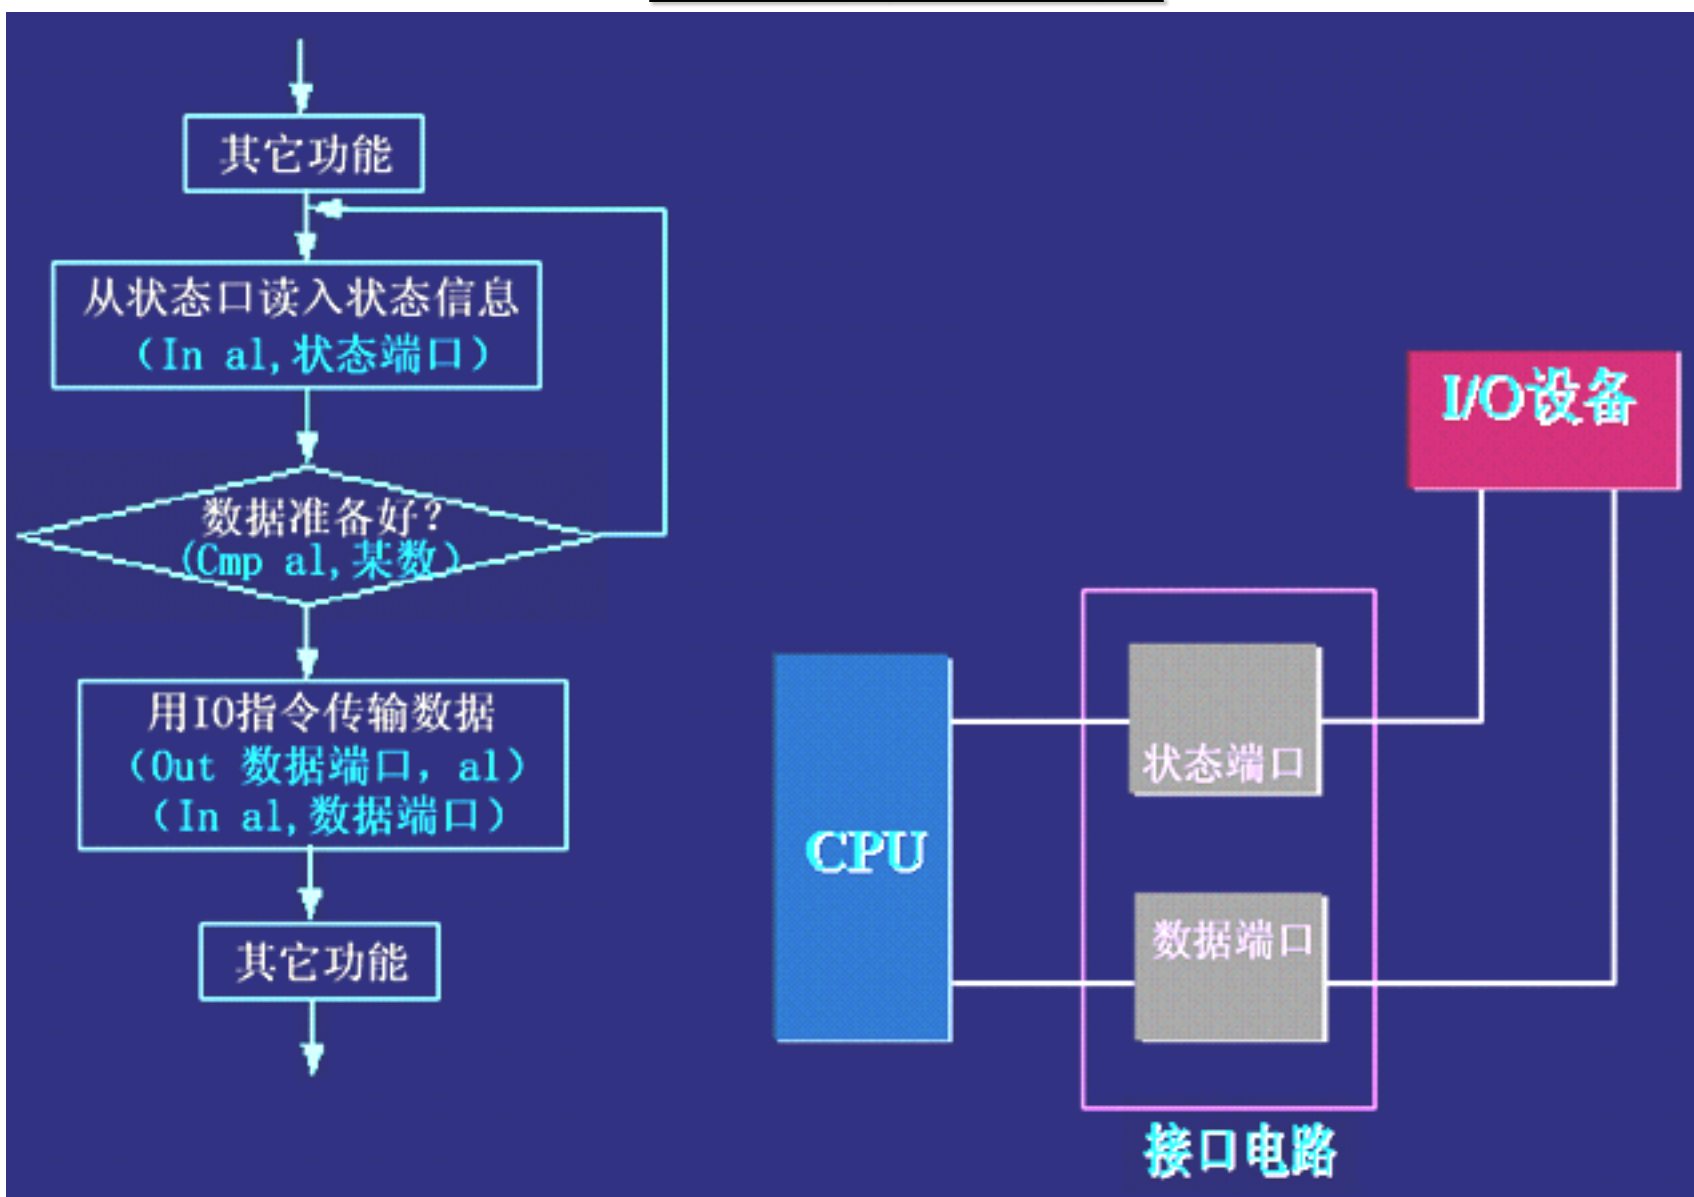 其它功能
从状态口读入状态信息
（In al,状态端口）
数据准备好?
(Cmp al,某数)
用IO指令传输数据
（Out 数据端口, al）
（In al,数据端口）
其它功能
I/O设备
CPU
状态端口
数据端口
接口电路